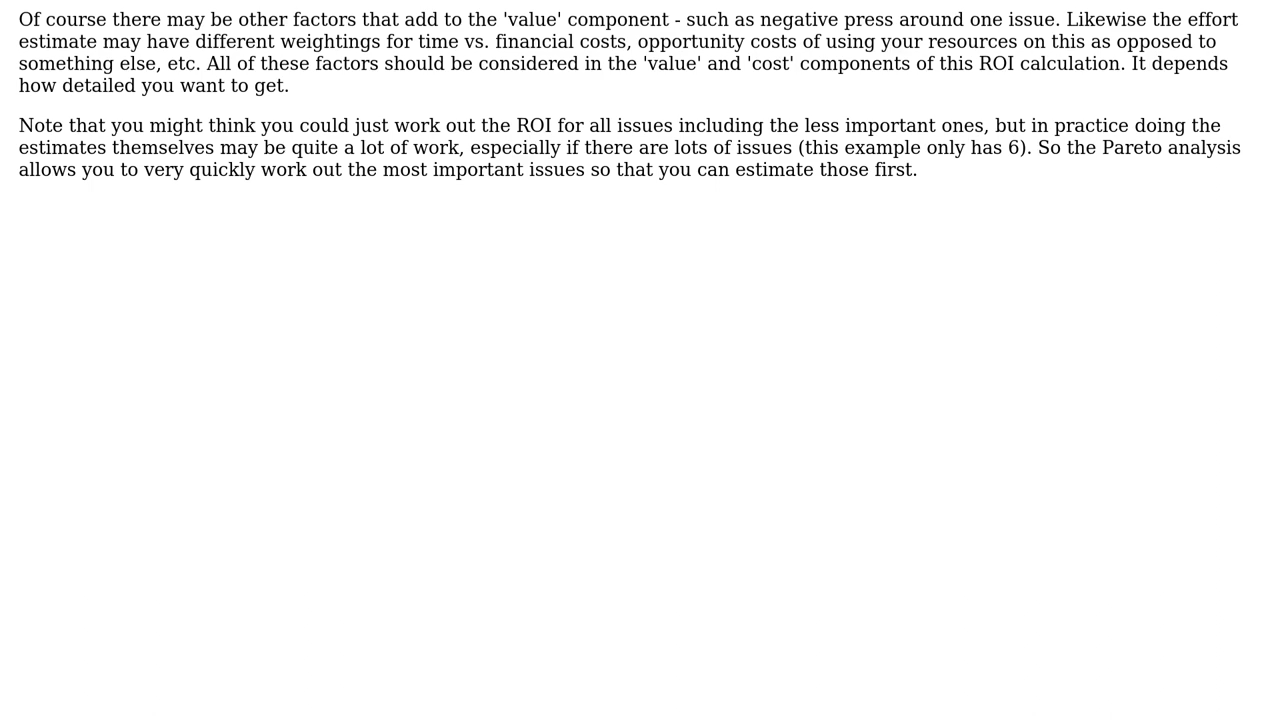 Of course there may be other factors that add to the 'value' component - such as negative press around one issue. Likewise the effort
estimate may have different weightings for time vs. financial costs, opportunity costs of using your resources on this as opposed to
something else, etc. All of these factors should be considered in the 'value' and 'cost' components of this ROI calculation. It depends
how detailed you want to get.
Note that you might think you could just work out the ROI for all issues including the less important ones, but in practice doing the
estimates themselves may be quite a lot of work, especially if there are lots of issues (this example only has 6). So the Pareto analysis
allows you to very quickly work out the most important issues so that you can estimate those first.